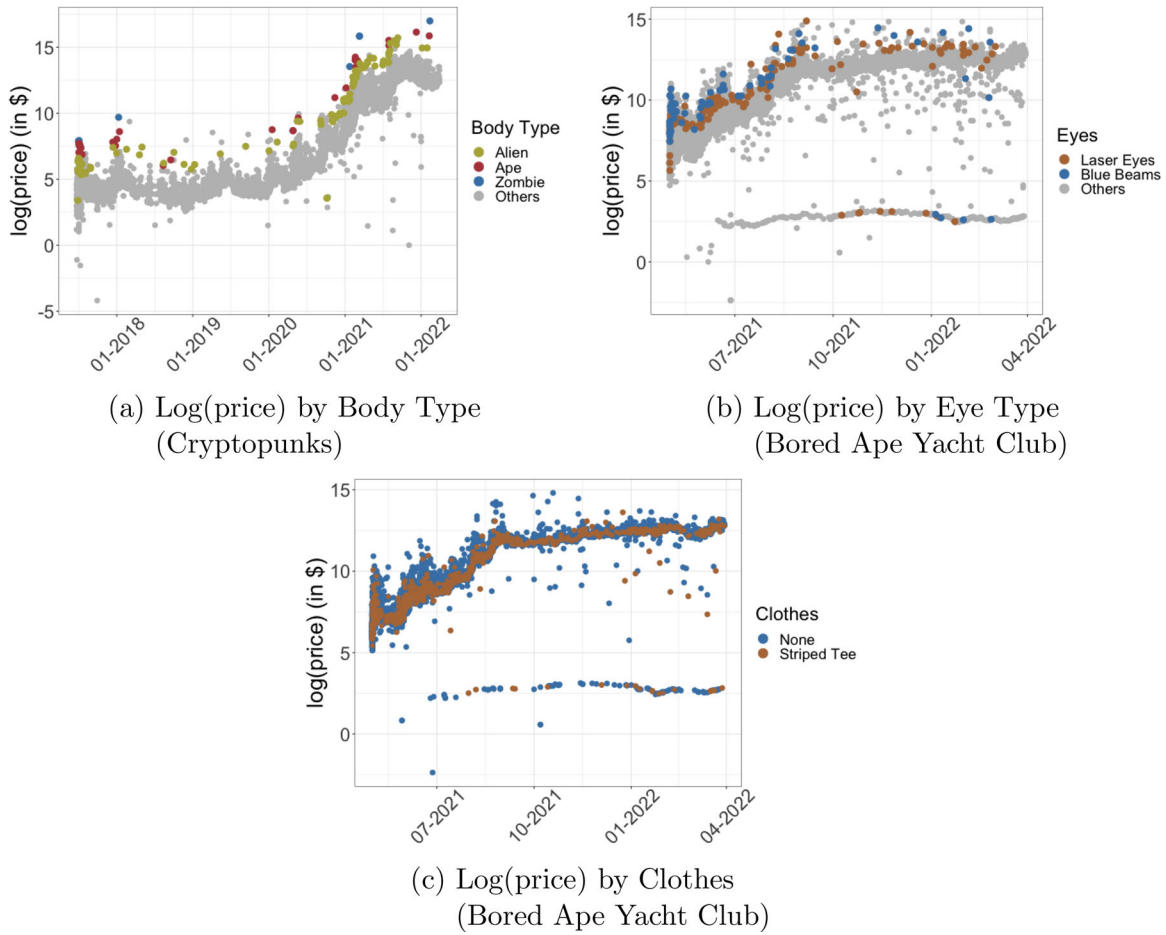 log(price) (in $)
15
10
5
0
-5
01-2018
01-2019
01-2020
01-2021
01-2022
Body Type
Alien
Ape
Zombie
Others
(a) Log(price) by Body Type
(Cryptopunks)
log(price) (in $)
15
10
5
0
07-2021
10-2021
01-2022
04-2022
Eyes
Laser Eyes
Blue Beams
Others
(b) Log(price) by Eye Type
(Bored Ape Yacht Club)
log(price) (in $)
15
10
5
0
07-2021
10-2021
01-2022
04-2022
Clothes
None
Striped Tee
(c) Log(price) by Clothes
(Bored Ape Yacht Club)